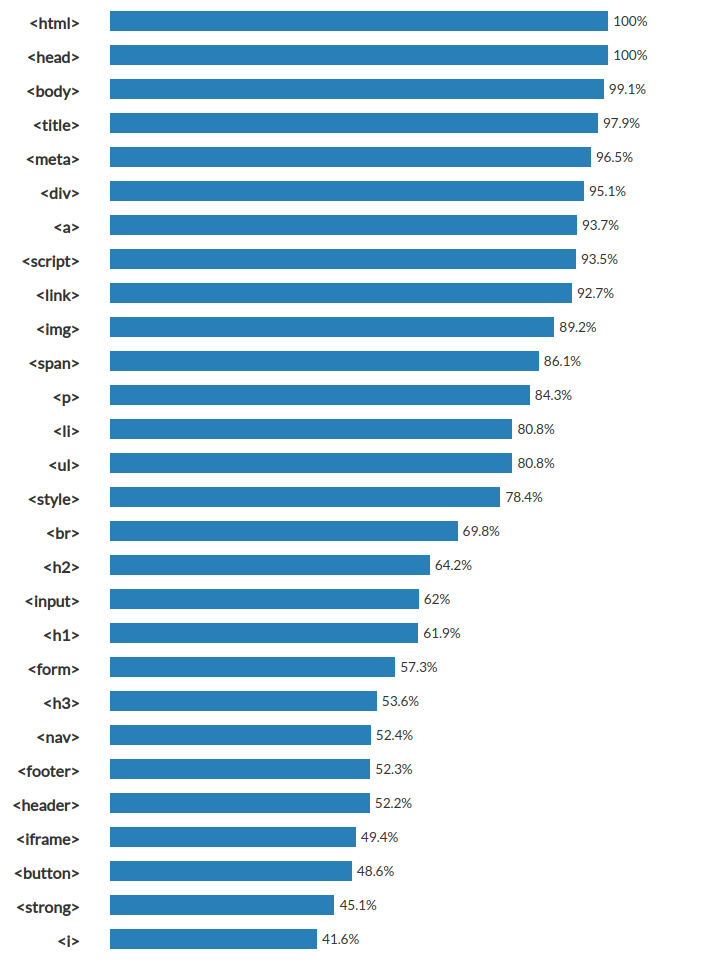 <html> 100%
<head> 100%
<body> 99.1%
<title> 97.9%
<meta> 96.5%
<div> 95.1%
<a> 93.7%
<script> 93.5%
<link> 92.7%
<img> 89.2%
<span> 86.1%
<p> 84.3%
<li> 80.8%
<ul> 80.8%
<style> 78.4%
<br> 69.8%
<h2> 64.2%
<input> 62%
<h1> 61.9%
<form> 57.3%
<h3> 53.6%
<nav> 52.4%
<footer> 52.3%
<header> 52.2%
<iframe> 49.4%
<button> 48.6%
<strong> 45.1%
<i> 41.6%